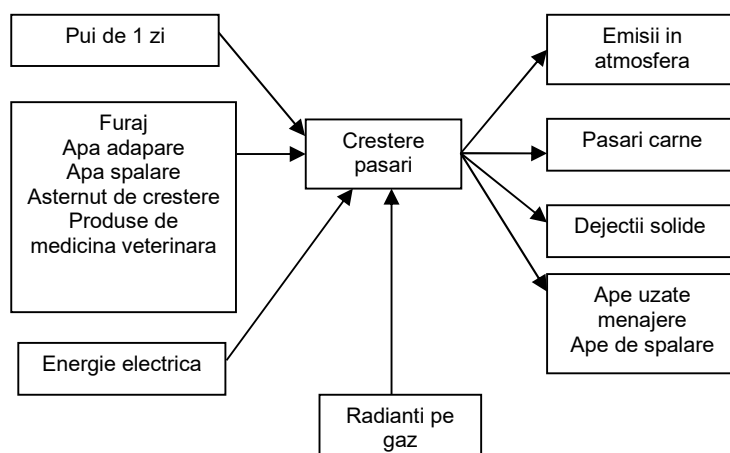 Pui de 1 zi
Furaj
Apa adapare
Apa spalare
Asternut de crestere
Produse de
medicina veterinara
Energie electrica
Crestere
pasari
Radianti pe
gaz
Emisii in
atmosfera
Pasari carne
Dejectii solide
Ape uzate
menajere
Ape de spalare